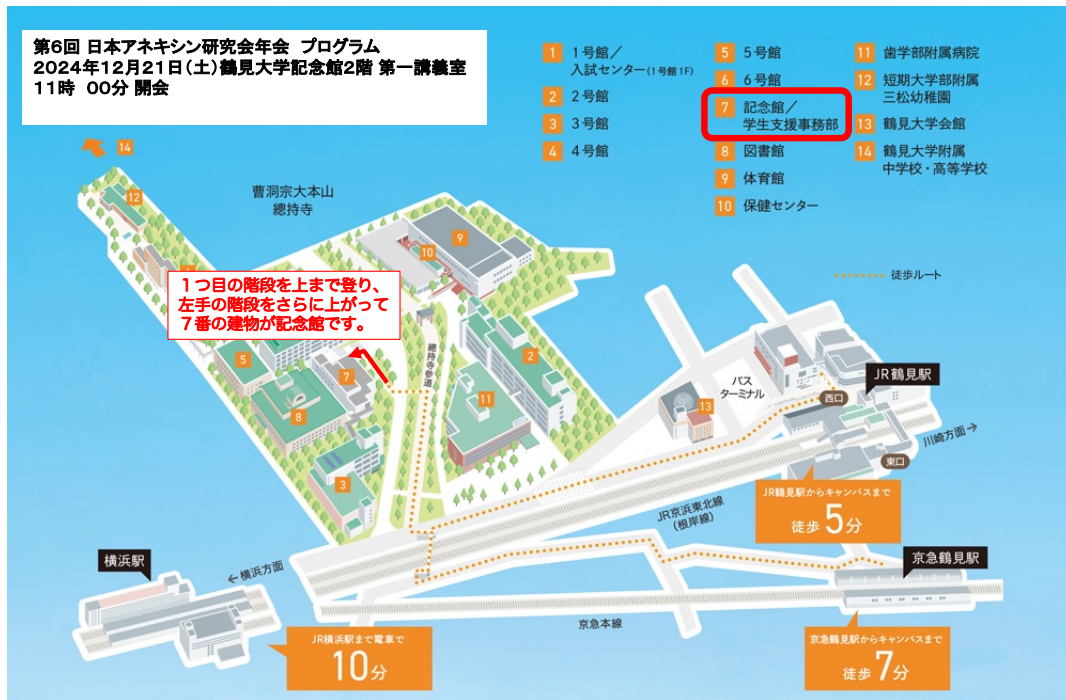 第6回 日本アネキシン研究会年会 プログラム
2024年12月21日(土)鶴見大学記念館2階 第一講義室
11時 00分 開会
1 1号館／
入試センター(1号館1F)
2 2号館
3 3号館
4 4号館
5 5号館
6 6号館
7 記念館／
学生支援事務部
8 図書館
9 体育館
10 保健センター
11 歯学部附属病院
12 短期大学部附属
三松幼稚園
13 鶴見大学会館
14 鶴見大学附属
中学校・高等学校
14
12
曹洞宗大本山
總持寺
9
10
徒歩ルート
1つ目の階段を上まで登り、
左手の階段をさらに上がって
7番の建物が記念館です。
總持寺参道
5
7
8
2
11
3
13
バス
ターミナル
西口
JR鶴見駅
川崎方面
東口
JR鶴見駅からキャンパスまで
徒歩5分
JR京浜東北線
(根岸線)
横浜駅
横浜方面
京急鶴見駅
京急本線
JR横浜駅まで電車で
10分
京急鶴見駅からキャンパスまで
徒歩7分